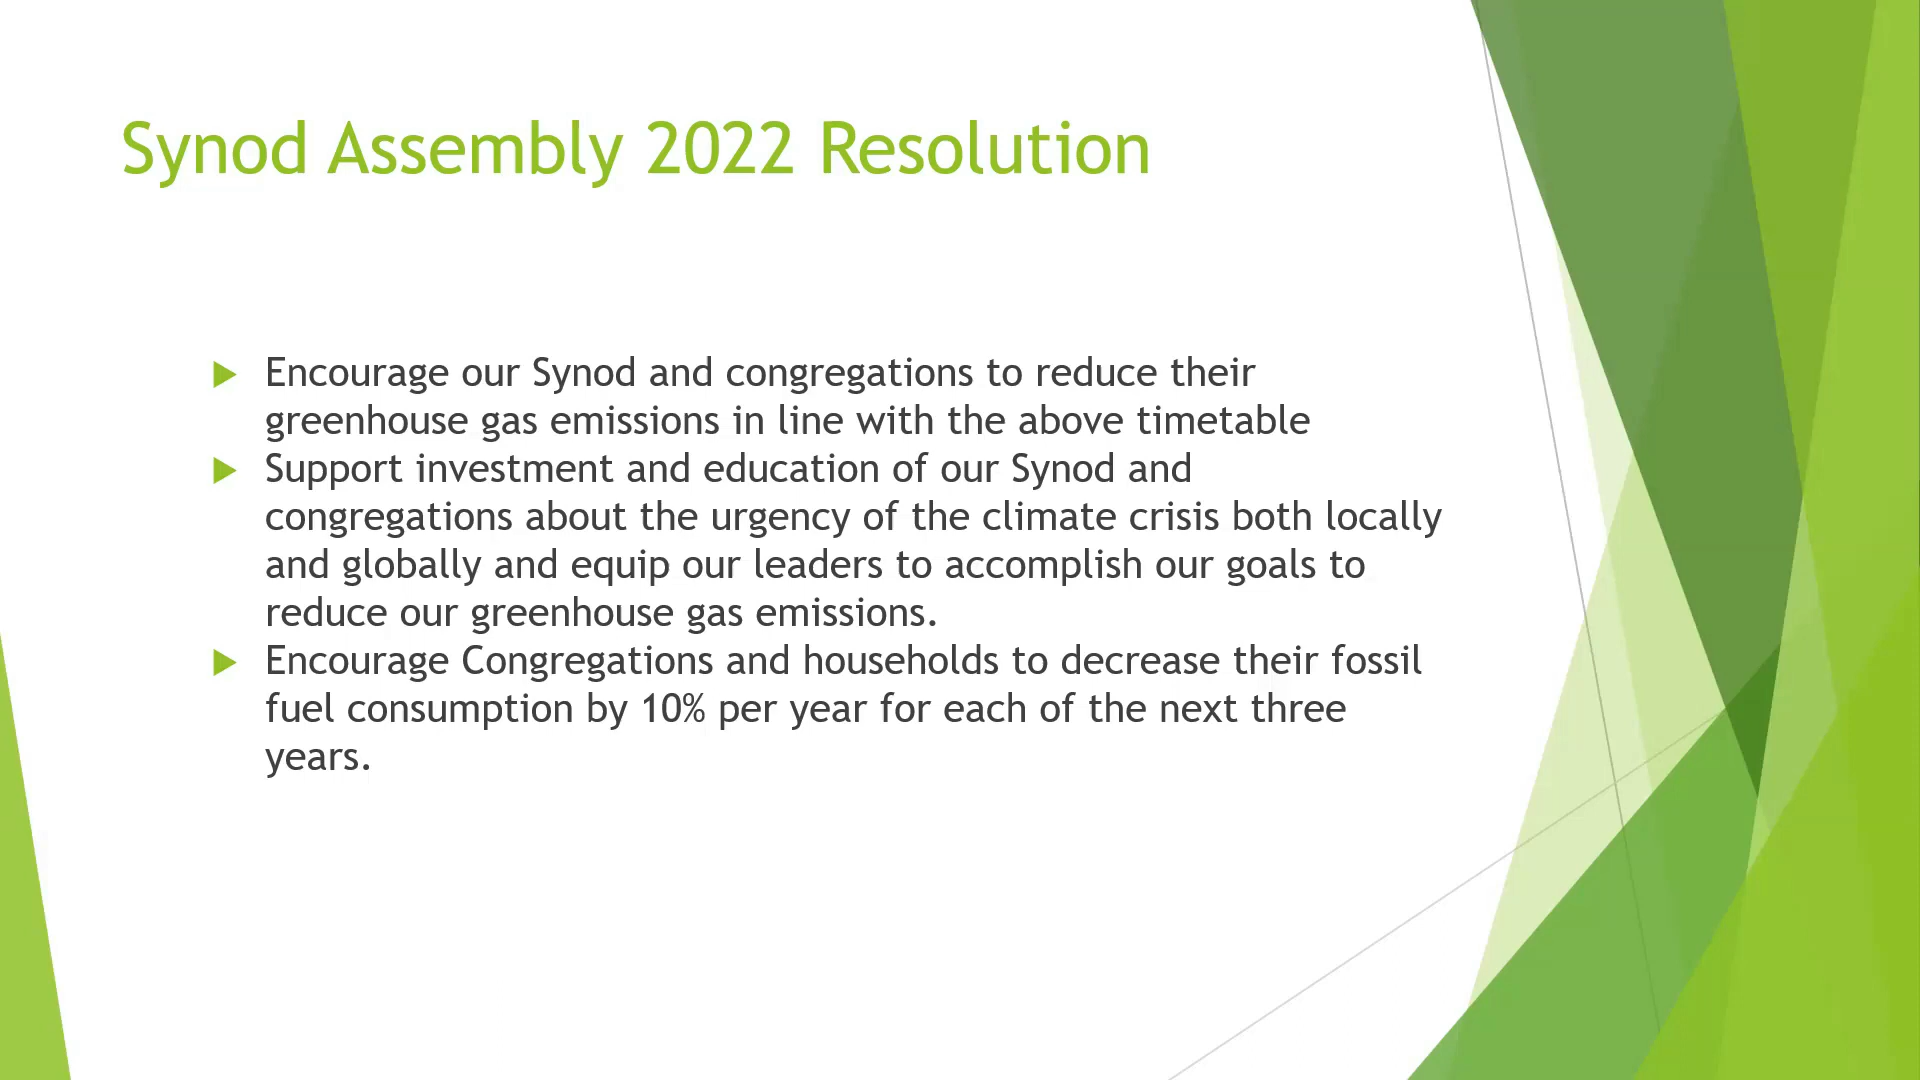 Synod Assembly 2022 Resolution
Encourage our Synod and congregations to reduce their
greenhouse gas emissions in line with the above timetable
Support investment and education of our Synod and
congregations about the urgency of the climate crisis both locally
and globally and equip our leaders to accomplish our goals to
reduce our greenhouse gas emissions.
Encourage Congregations and households to decrease their fossil
fuel consumption by 10% per year for each of the next three
years.